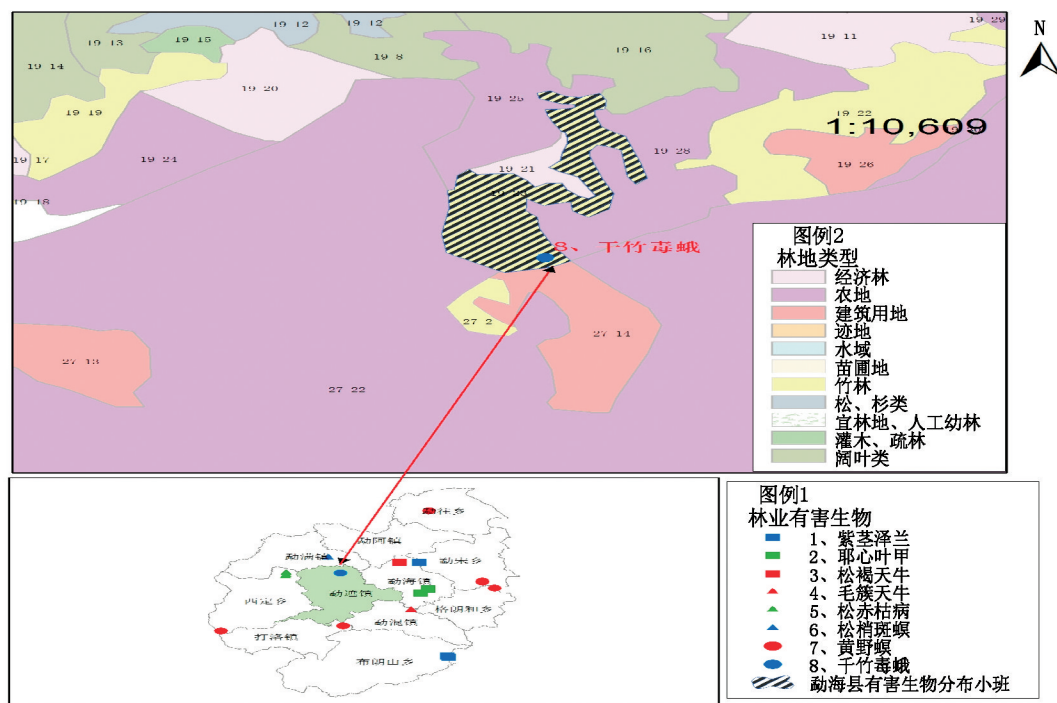 19 12
19 12
19 29
19 11
19 13
19 15
19 8
19 16
19 14
N
19 20
19 25
19 19
19 22
1:10,609
19 17
19 24
19 21
19 28
19 26
19 18
8、千竹毒蛾
27 2
27 14
27 13
27 22
图例2
林地类型
经济林
农地
建筑用地
迹地
水域
苗圃地
竹林
松、杉类
宜林地、人工幼林
灌木、疏林
阔叶类
勐往乡
勐阿镇
勐满镇
勐宋乡
勐海镇
勐遮镇
西定乡
格朗和乡
勐混镇
打洛镇
布朗山乡
图例1
林业有害生物
1、紫茎泽兰
2、耶心叶甲
3、松褐天牛
4、毛簇天牛
5、松赤枯病
6、松梢斑螟
7、黄野螟
8、千竹毒蛾
勐海县有害生物分布小班